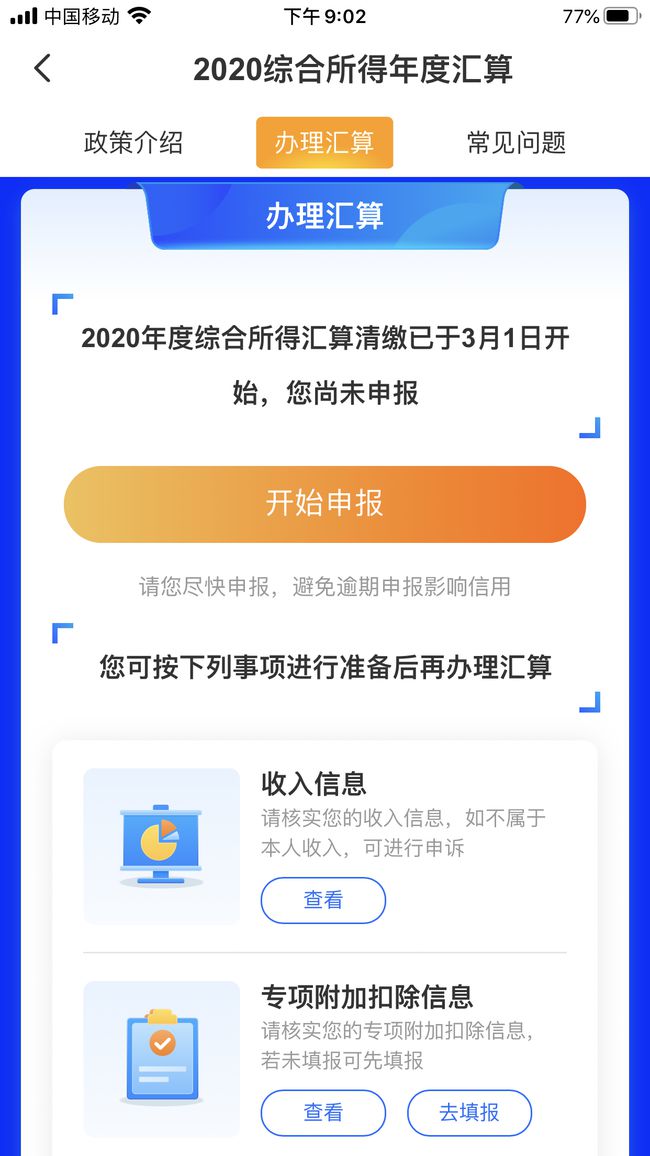 中国移动 下午9:02 77%
2020综合所得年度汇算
政策介绍 办理汇算 常见问题
办理汇算
2020年度综合所得汇算清缴已于3月1日开
始，您尚未申报
开始申报
请您尽快申报，避免逾期申报影响信用
您可按下列事项进行准备后再办理汇算
收入信息
请核实您的收入信息，如不属于
本人收入，可进行申诉
查看
专项附加扣除信息
请核实您的专项附加扣除信息，
若未填报可先填报
查看 去填报